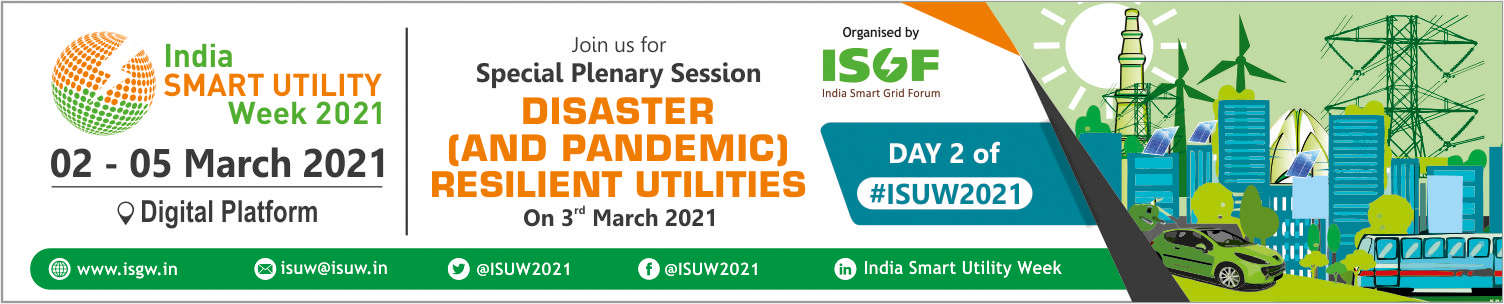 India
SMART UTILITY
Week 2021
02 - 05 March 2021
Digital Platform
Join us for
Special Plenary Session
DISASTER
(AND PANDEMIC)
RESILIENT UTILITIES
On 3rd March 2021
Organised by
ISGF
India Smart Grid Forum
DAY 2 of
#ISUW2021
www.isgw.in
isuw@isuw.in
@ISUW2021
@ISUW2021
India Smart Utility Week